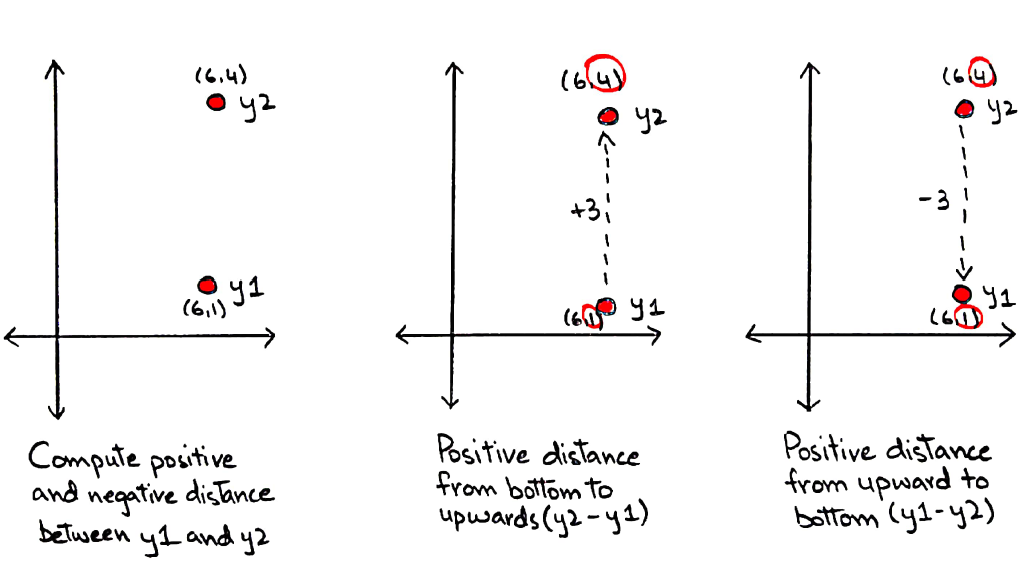 (6,4)
y2
y1
(6,1)
Compute positive
and negative distance
between y1 and y2
(6,4)
y2
+3
y1
(6,1)
Positive distance
from bottom to
upwards (y2-y1)
(6,4)
y2
-3
y1
(6,1)
Positive distance
from upward to
bottom (y1-y2)